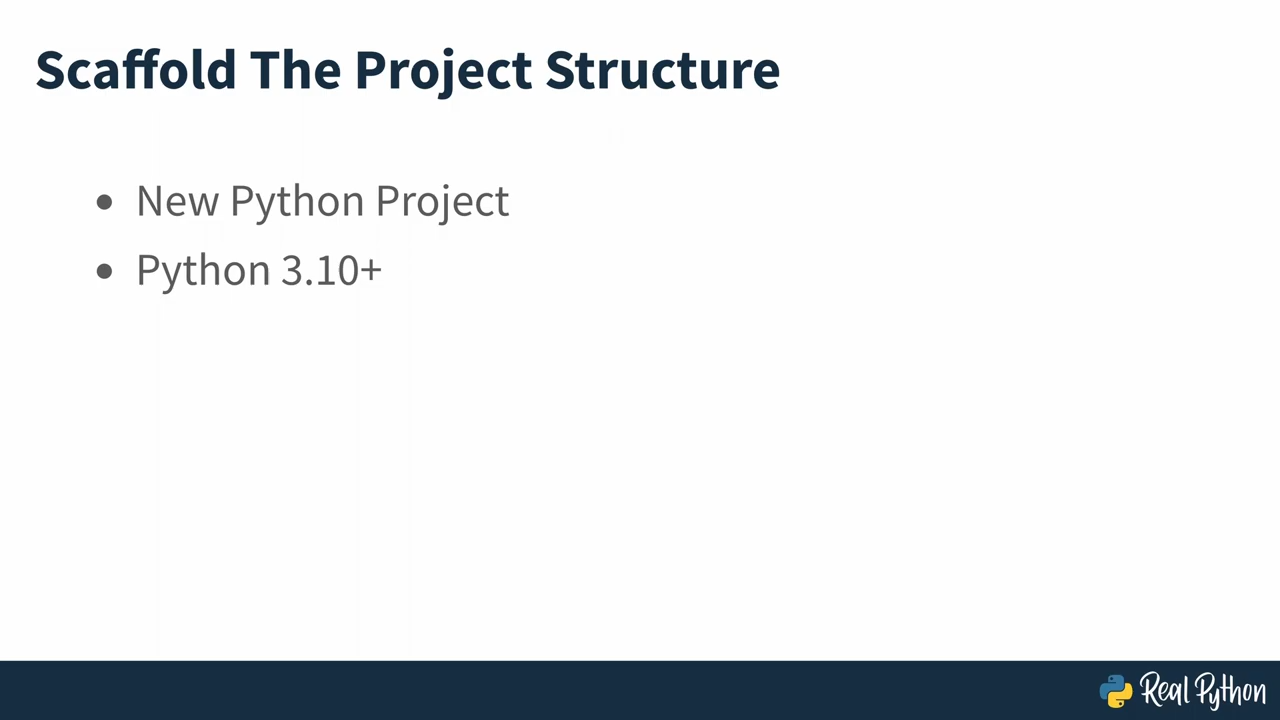 Scaffold The Project Structure
• New Python Project
• Python 3.10+
Real Python